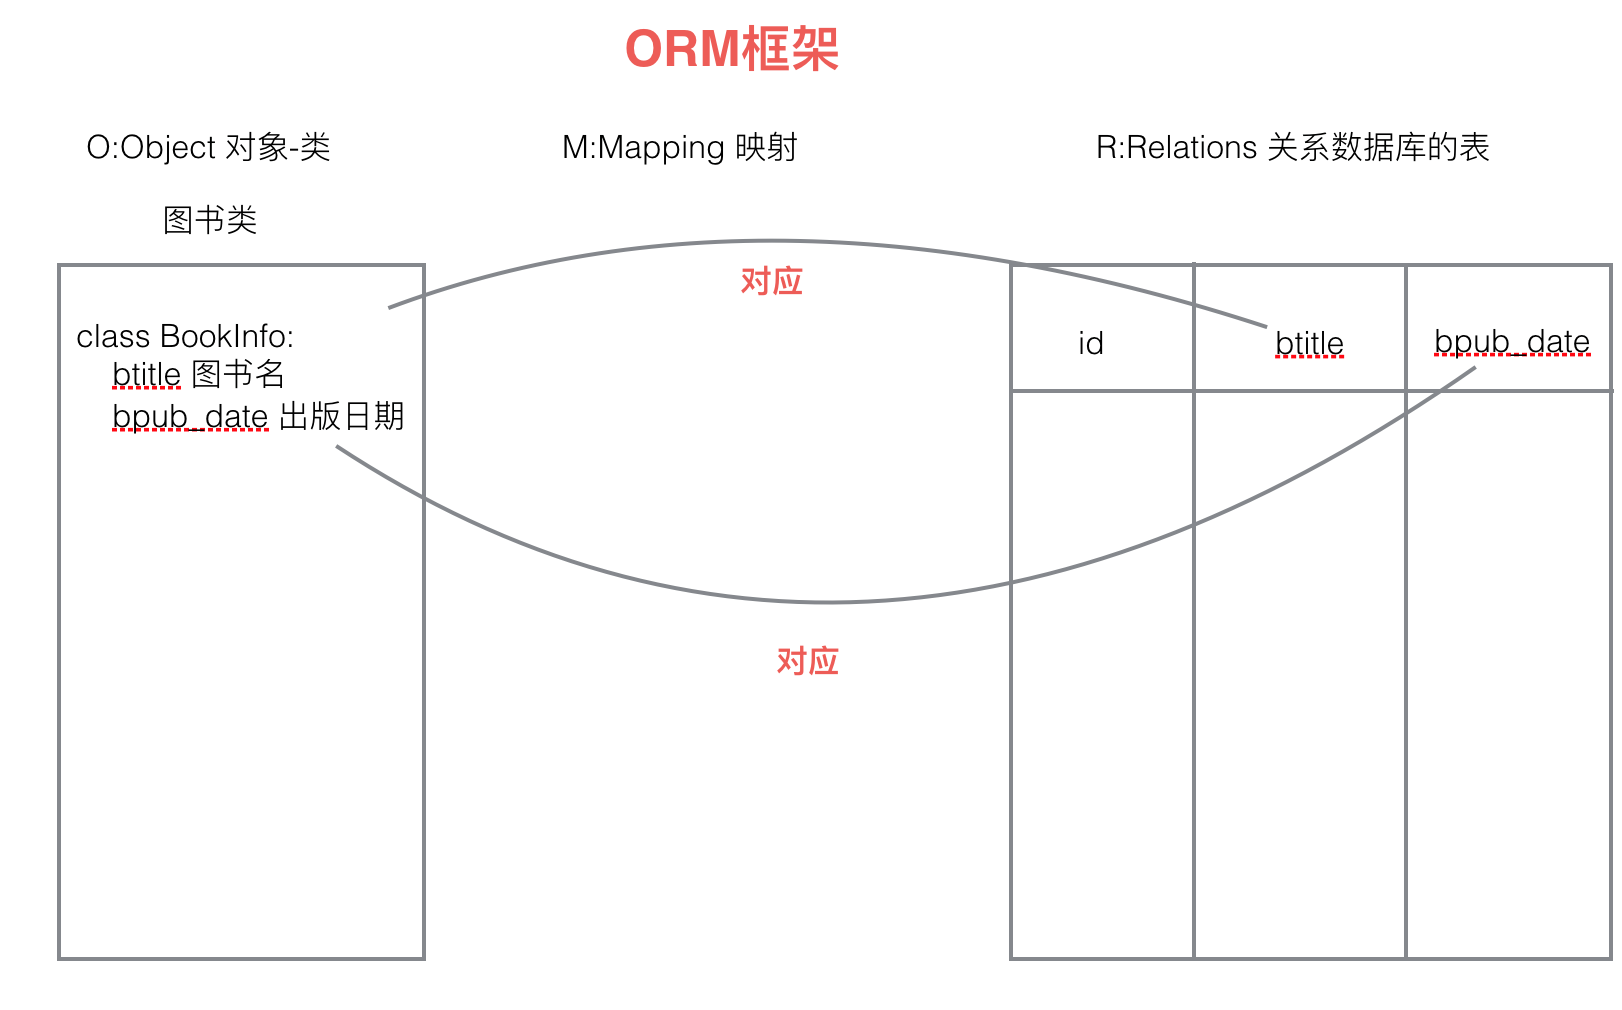 ORM框架
O:Object 对象-类
M:Mapping 映射
R:Relations 关系数据库的表
图书类
对应
class BookInfo:
btitle 图书名
bpub_date 出版日期
id
btitle
bpub_date
对应